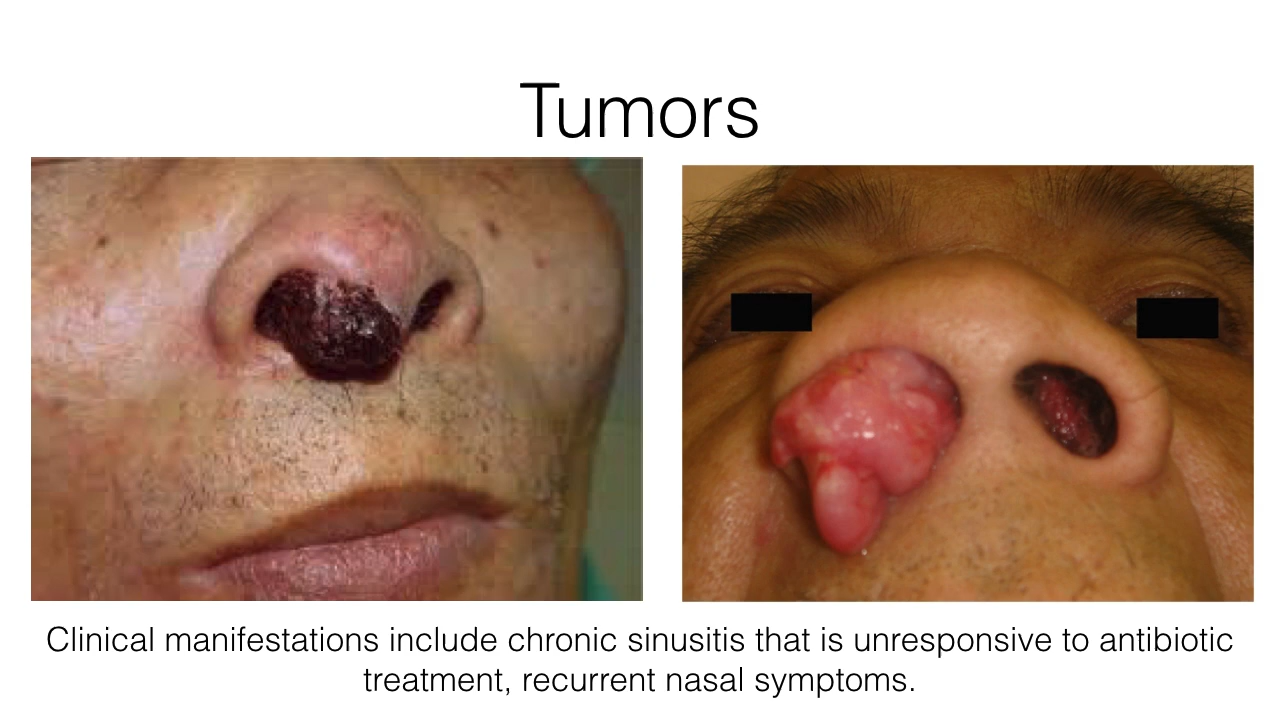 Tumors
Clinical manifestations include chronic sinusitis that is unresponsive to antibiotic
treatment, recurrent nasal symptoms.